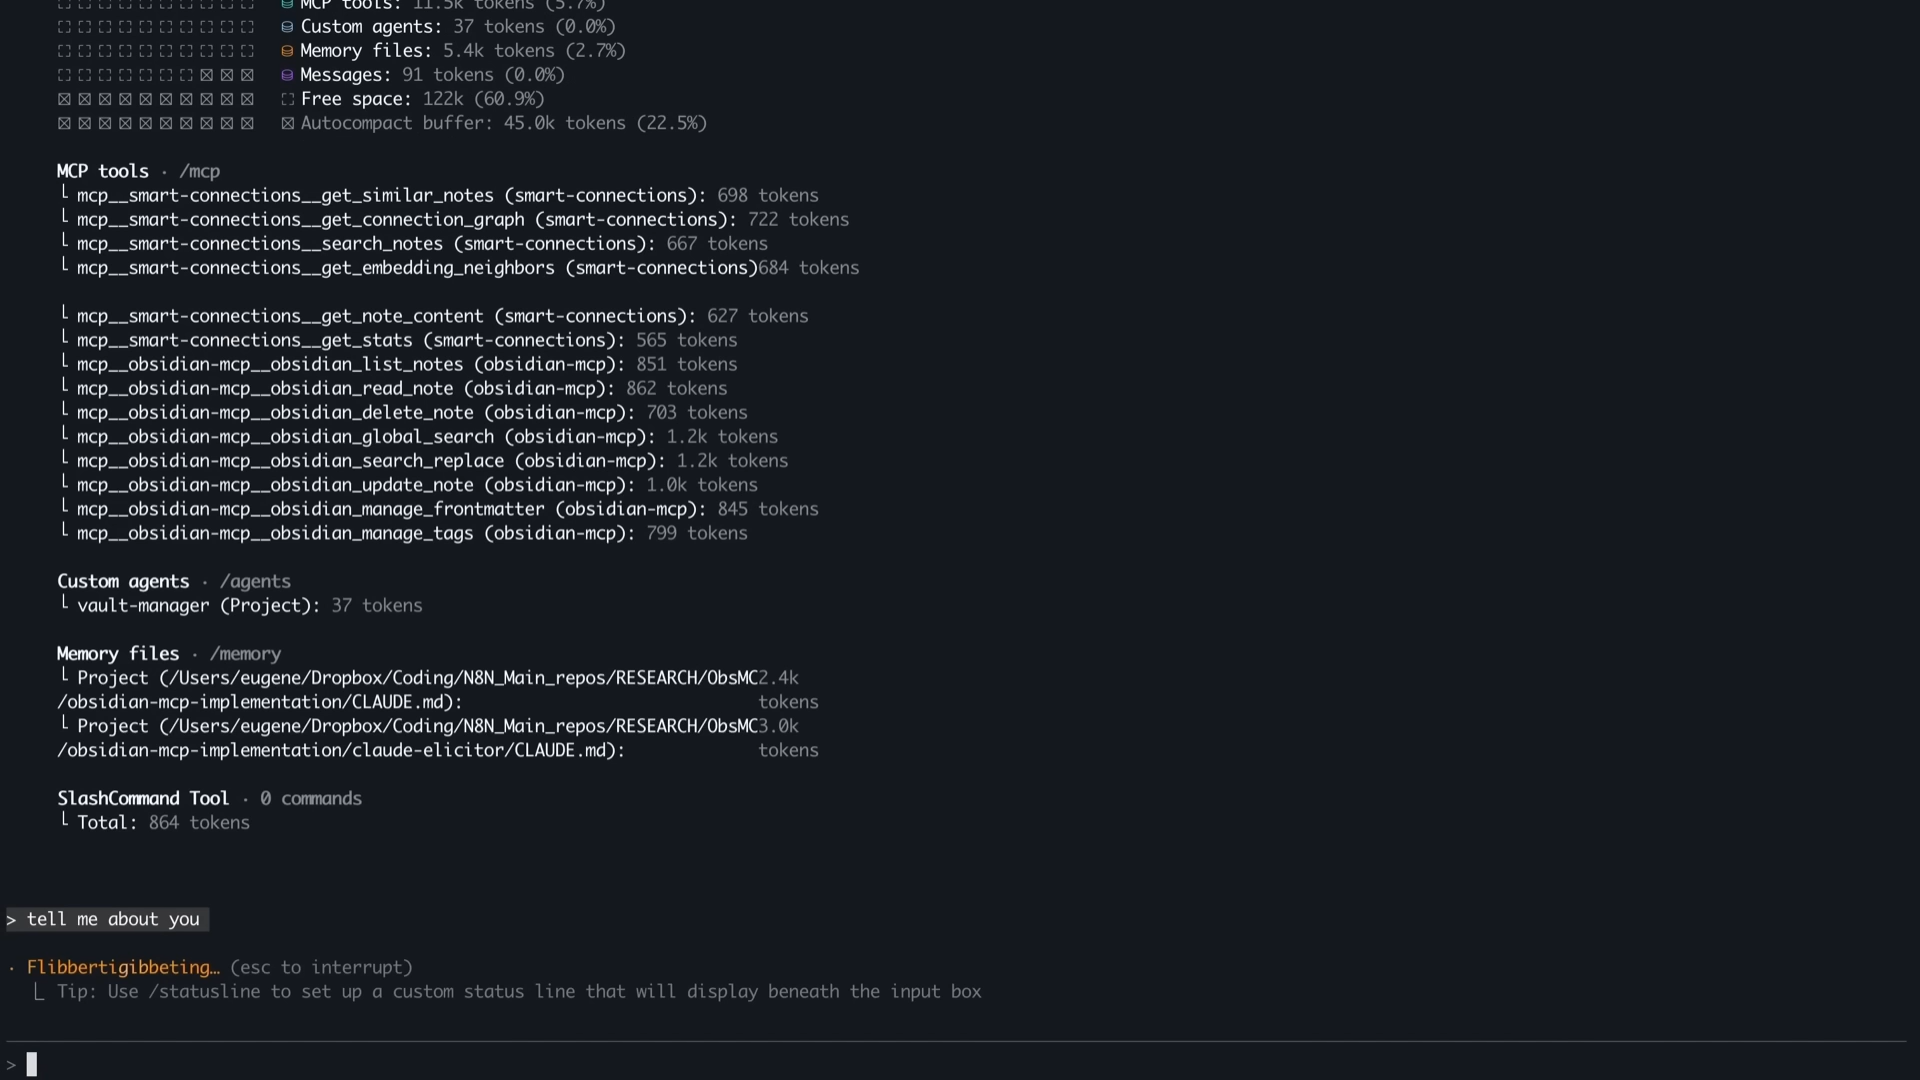 MCP tools: 11.5k tokens (5.7%)
Custom agents: 37 tokens (0.0%)
Memory files: 5.4k tokens (2.7%)
Messages: 91 tokens (0.0%)
Free space: 122k (60.9%)
Autocompact buffer: 45.0k tokens (22.5%)
MCP tools · /mcp
└ mcp__smart-connections__get_similar_notes (smart-connections): 698 tokens
└ mcp__smart-connections__get_connection_graph (smart-connections): 722 tokens
└ mcp__smart-connections__search_notes (smart-connections): 667 tokens
└ mcp__smart-connections__get_embedding_neighbors (smart-connections)684 tokens
└ mcp__smart-connections__get_note_content (smart-connections): 627 tokens
└ mcp__smart-connections__get_stats (smart-connections): 565 tokens
└ mcp__obsidian-mcp__obsidian_list_notes (obsidian-mcp): 851 tokens
└ mcp__obsidian-mcp__obsidian_read_note (obsidian-mcp): 862 tokens
└ mcp__obsidian-mcp__obsidian_delete_note (obsidian-mcp): 703 tokens
└ mcp__obsidian-mcp__obsidian_global_search (obsidian-mcp): 1.2k tokens
└ mcp__obsidian-mcp__obsidian_search_replace (obsidian-mcp): 1.2k tokens
└ mcp__obsidian-mcp__obsidian_update_note (obsidian-mcp): 1.0k tokens
└ mcp__obsidian-mcp__obsidian_manage_frontmatter (obsidian-mcp): 845 tokens
└ mcp__obsidian-mcp__obsidian_manage_tags (obsidian-mcp): 799 tokens
Custom agents · /agents
└ vault-manager (Project): 37 tokens
Memory files · /memory
└ Project (/Users/eugene/Dropbox/Coding/N8N_Main_repos/RESEARCH/ObsMC2.4k
/obsidian-mcp-implementation/CLAUDE.md): tokens
└ Project (/Users/eugene/Dropbox/Coding/N8N_Main_repos/RESEARCH/ObsMC3.0k
/obsidian-mcp-implementation/claude-elicitor/CLAUDE.md): tokens
SlashCommand Tool · 0 commands
└ Total: 864 tokens
> tell me about you
· Flibbertigibbeting… (esc to interrupt)
└ Tip: Use /statusline to set up a custom status line that will display beneath the input box
>